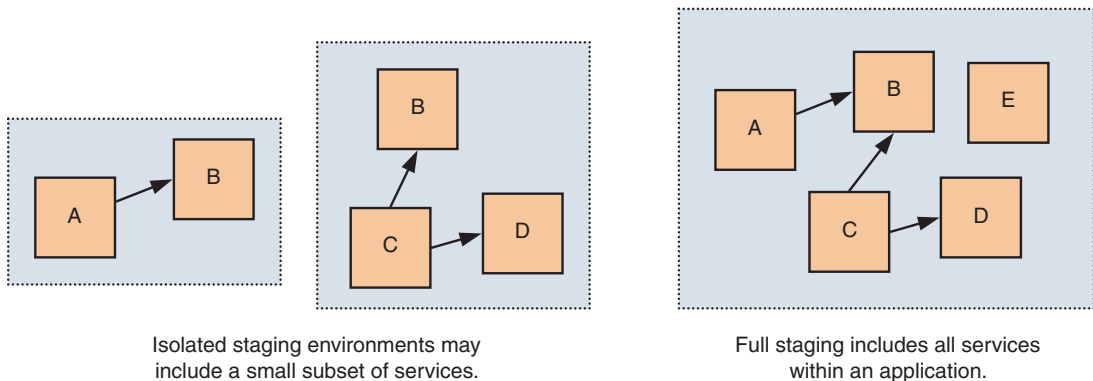 A
B
B
C
D
A
B
E
C
D
Isolated staging environments may
include a small subset of services.
Full staging includes all services
within an application.